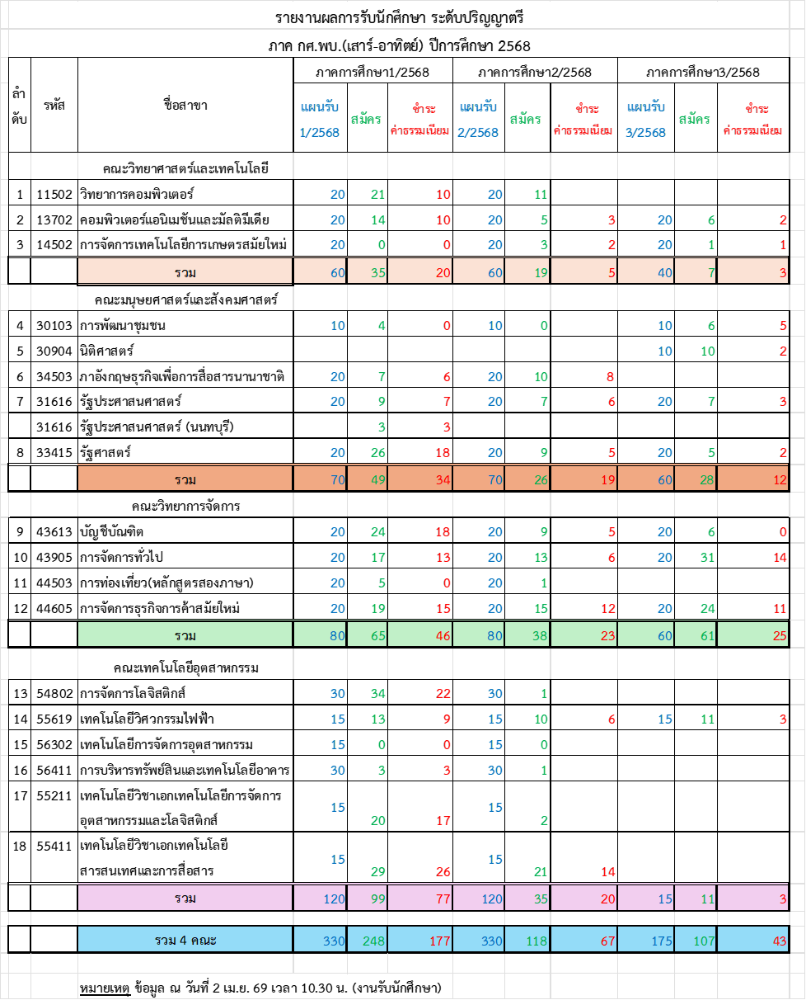 รายงานผลการรับนักศึกษา ระดับปริญญาตรี
ภาค กศ.พบ.(เสาร์-อาทิตย์) ปีการศึกษา 2568
ลำดับ รหัส ชื่อสาขา ภาคการศึกษา1/2568 ภาคการศึกษา2/2568 ภาคการศึกษา3/2568
แผนรับ 1/2568 สมัคร ชำระค่าธรรมเนียม แผนรับ 2/2568 สมัคร ชำระค่าธรรมเนียม แผนรับ 3/2568 สมัคร ชำระค่าธรรมเนียม
คณะวิทยาศาสตร์และเทคโนโลยี
1 11502 วิทยาการคอมพิวเตอร์ 20 21 10 20 11
2 13702 คอมพิวเตอร์แอนิเมชันและมัลติมีเดีย 20 14 10 20 5 3 20 6 2
3 14502 การจัดการเทคโนโลยีการเกษตรสมัยใหม่ 20 0 0 20 3 2 20 1 1
รวม 60 35 20 60 19 5 40 7 3
คณะมนุษยศาสตร์และสังคมศาสตร์
4 30103 การพัฒนาชุมชน 10 4 0 10 0 10 6 5
5 30904 นิติศาสตร์ 10 10 2
6 34503 ภาอังกฤษธุรกิจเพื่อการสื่อสารนานาชาติ 20 7 6 20 10 8
7 31616 รัฐประศาสนศาสตร์ 20 9 7 20 7 6 20 7 3
31616 รัฐประศาสนศาสตร์ (นนทบุรี) 3 3
8 33415 รัฐศาสตร์ 20 26 18 20 9 5 20 5 2
รวม 70 49 34 70 26 19 60 28 12
คณะวิทยาการจัดการ
9 43613 บัญชีบัณฑิต 20 24 18 20 9 5 20 6 0
10 43905 การจัดการทั่วไป 20 17 13 20 13 6 20 31 14
11 44503 การท่องเที่ยว(หลักสูตรสองภาษา) 20 5 0 20 1
12 44605 การจัดการธุรกิจการค้าสมัยใหม่ 20 19 15 20 15 12 20 24 11
รวม 80 65 46 80 38 23 60 61 25
คณะเทคโนโลยีอุตสาหกรรม
13 54802 การจัดการโลจิสติกส์ 30 34 22 30 1
14 55619 เทคโนโลยีวิศวกรรมไฟฟ้า 15 13 9 15 10 6 15 11 3
15 56302 เทคโนโลยีการจัดการอุตสาหกรรม 15 0 0 15 0
16 56411 การบริหารทรัพย์สินและเทคโนโลยีอาคาร 30 3 3 30 1
17 55211 เทคโนโลยีวิชาเอกเทคโนโลยีการจัดการ
อุตสาหกรรมและโลจิสติกส์ 15 20 17 15 2
18 55411 เทคโนโลยีวิชาเอกเทคโนโลยี
สารสนเทศและการสื่อสาร 15 29 26 15 21 14
รวม 120 99 77 120 35 20 15 11 3
รวม 4 คณะ 330 248 177 330 118 67 175 107 43
หมายเหตุ ข้อมูล ณ วันที่ 2 เม.ย. 69 เวลา 10.30 น. (งานรับนักศึกษา)